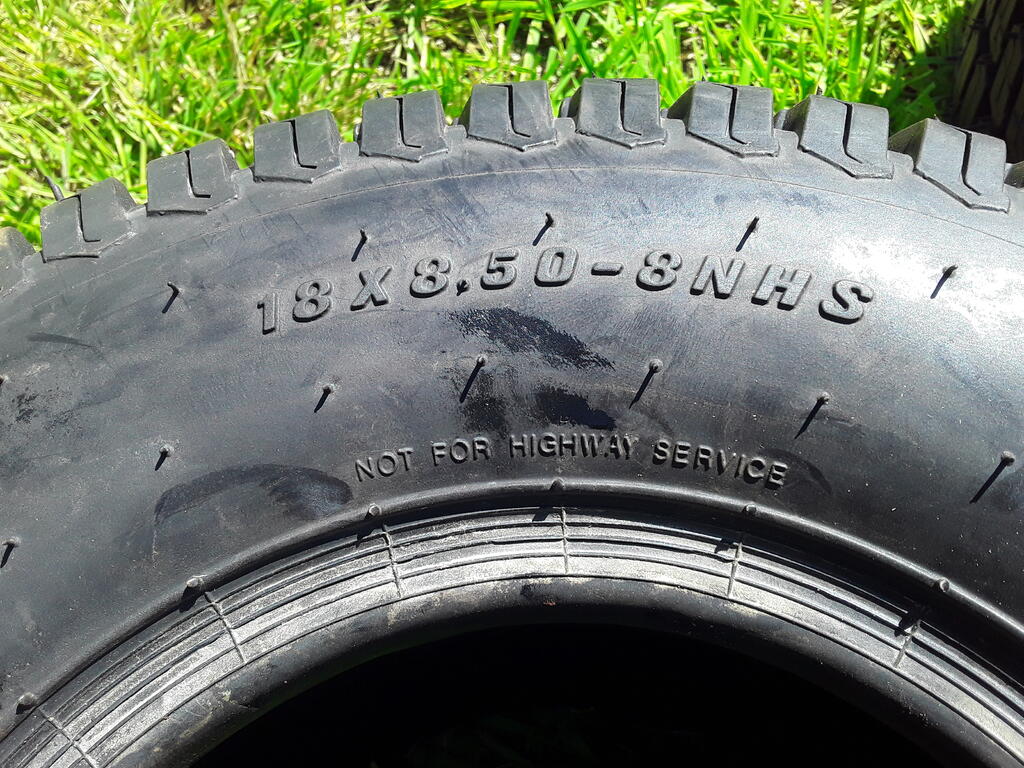 18X8.50-8NHS
NOT FOR HIGHWAY SERVICE